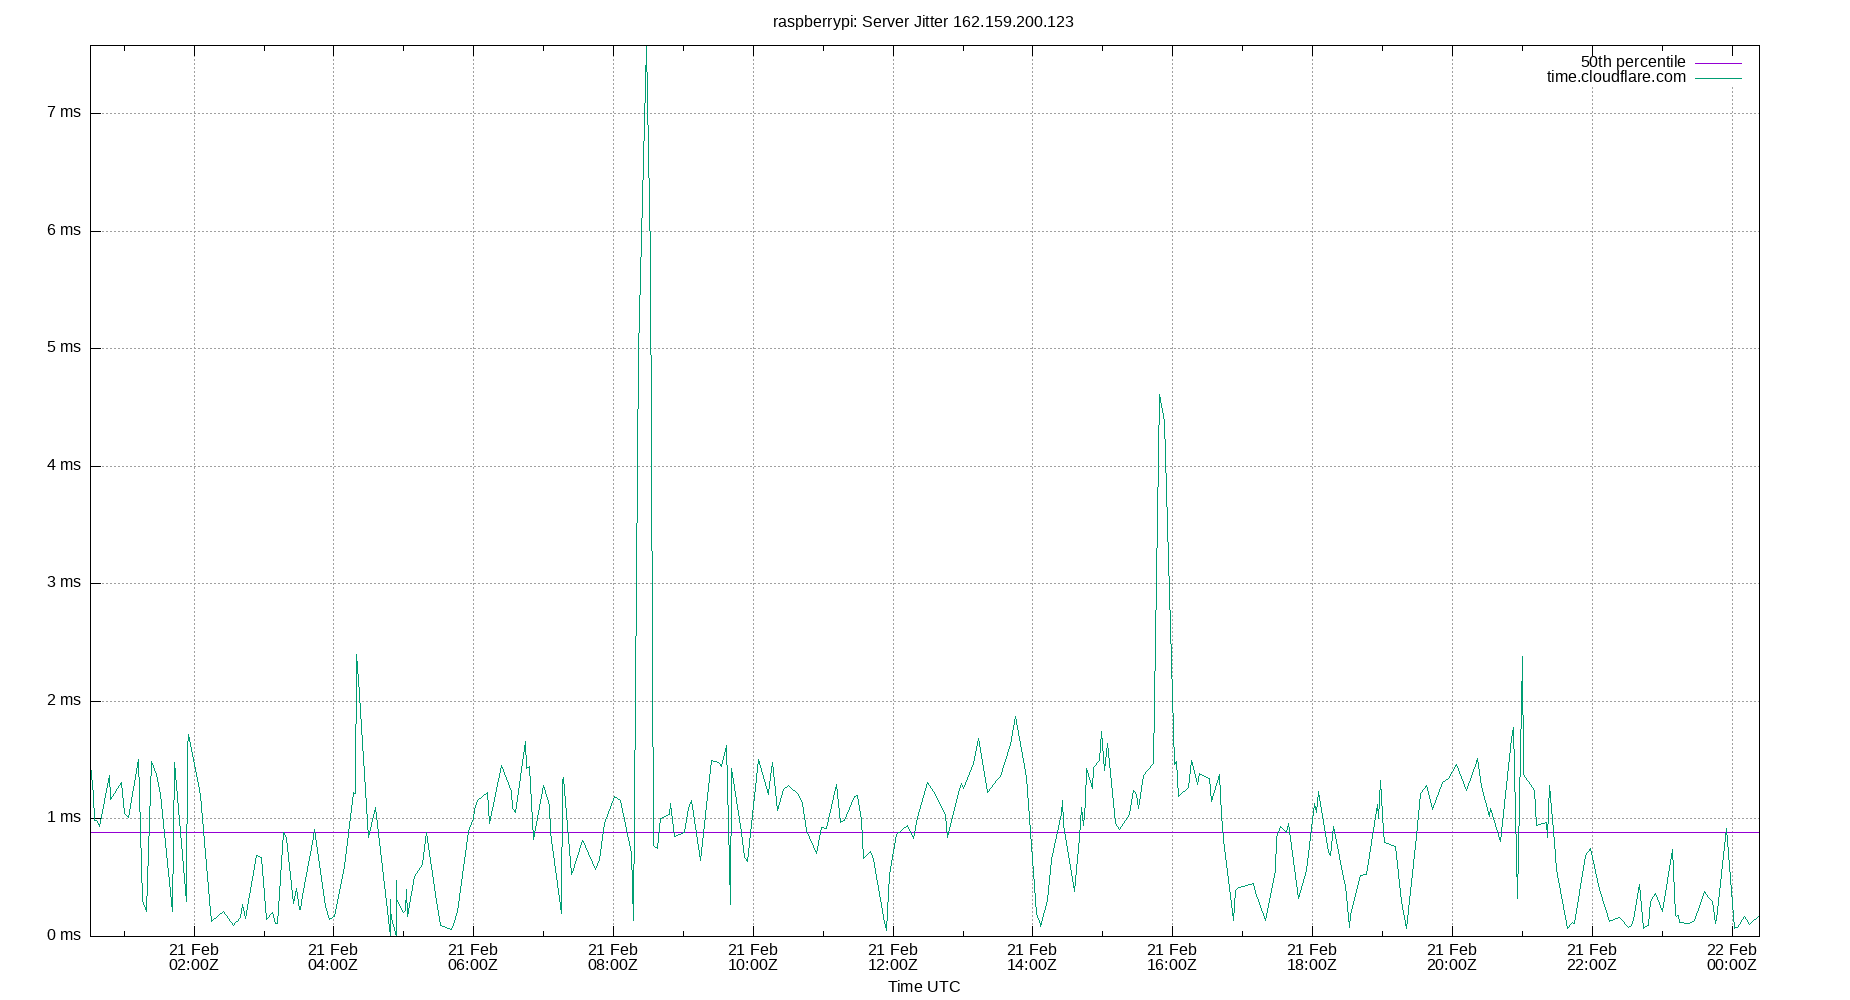 raspberrypi: Server Jitter 162.159.200.123
50th percentile
time.cloudflare.com
7 ms
6 ms
5 ms
4 ms
3 ms
2 ms
1 ms
0 ms
21 Feb 21 Feb 21 Feb 21 Feb 21 Feb 21 Feb 21 Feb 21 Feb 21 Feb 21 Feb 21 Feb 22 Feb
02:00Z 04:00Z 06:00Z 08:00Z 10:00Z 12:00Z 14:00Z 16:00Z 18:00Z 20:00Z 22:00Z 00:00Z
Time UTC